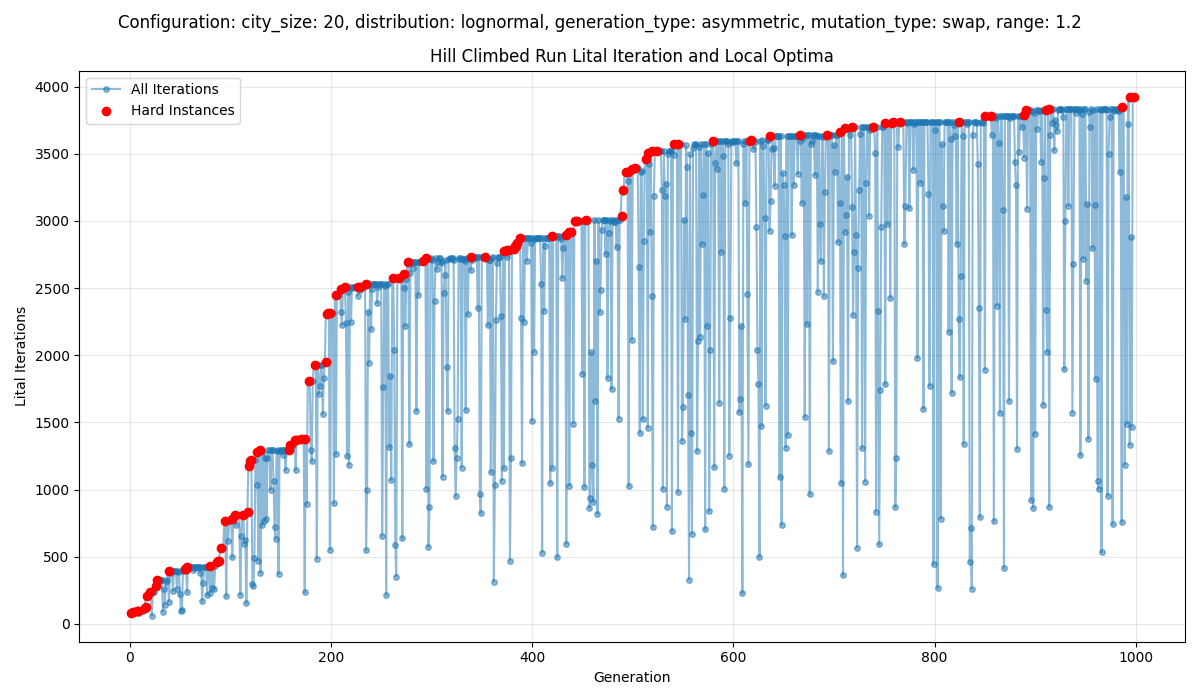 Configuration: city_size: 20, distribution: lognormal, generation_type: asymmetric, mutation_type: swap, range: 1.2
Hill Climbed Run Lital Iteration and Local Optima
All Iterations
Hard Instances
Lital Iterations
4000
3500
3000
2500
2000
1500
1000
500
0
0 200 400 600 800 1000
Generation